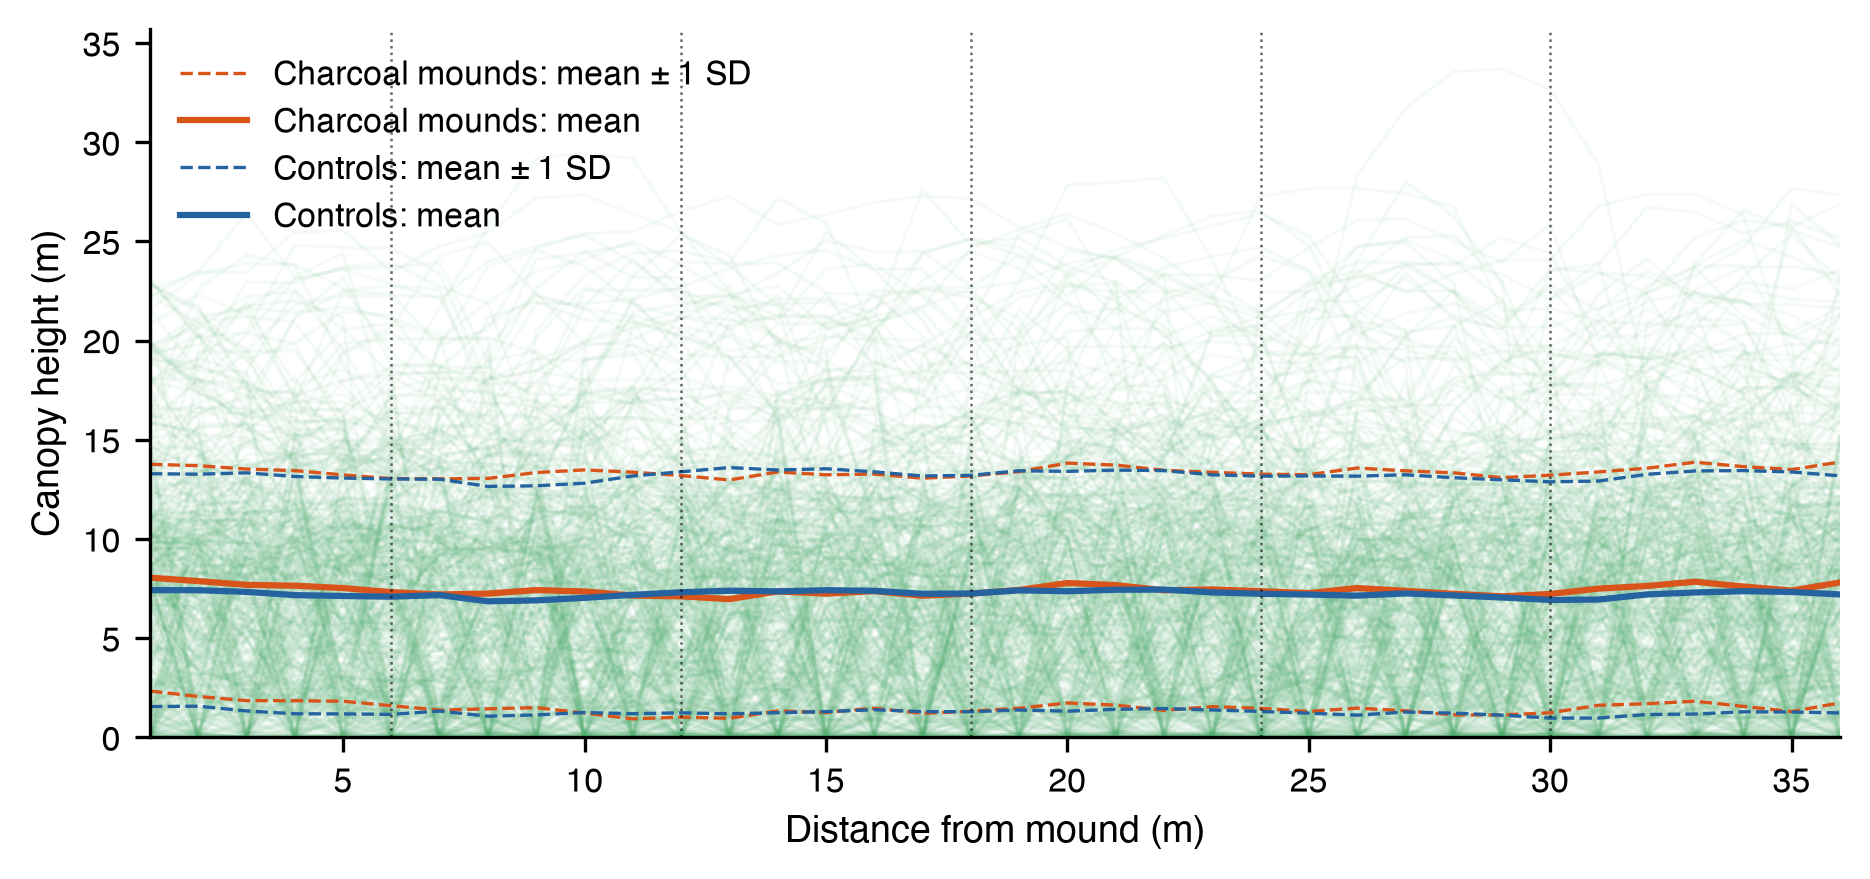 35
30
25
20
15
10
5
0
Canopy height (m)
Charcoal mounds: mean ± 1 SD
Charcoal mounds: mean
Controls: mean ± 1 SD
Controls: mean
5 10 15 20 25 30 35
Distance from mound (m)